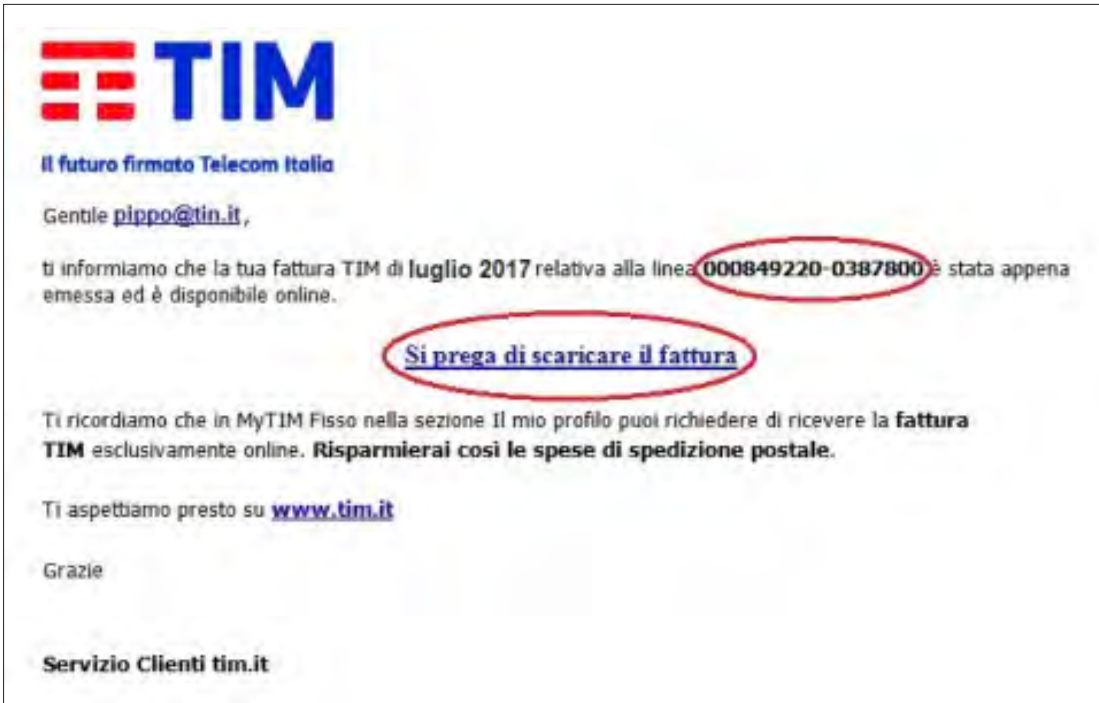 TIM
Il futuro firmato Telecom Italia
Gentile pippo@tin.it,
ti informiamo che la tua fattura TIM di luglio 2017 relativa alla linea 000849220-0387800 è stata appena
emessa ed è disponibile online.
Si prega di scaricare il fattura
Ti ricordiamo che in MyTIM Fisso nella sezione Il mio profilo puoi richiedere di ricevere la fattura
TIM esclusivamente online. Risparmierai così le spese di spedizione postale.
Ti aspettiamo presto su www.tim.it
Grazie
Servizio Clienti tim.it